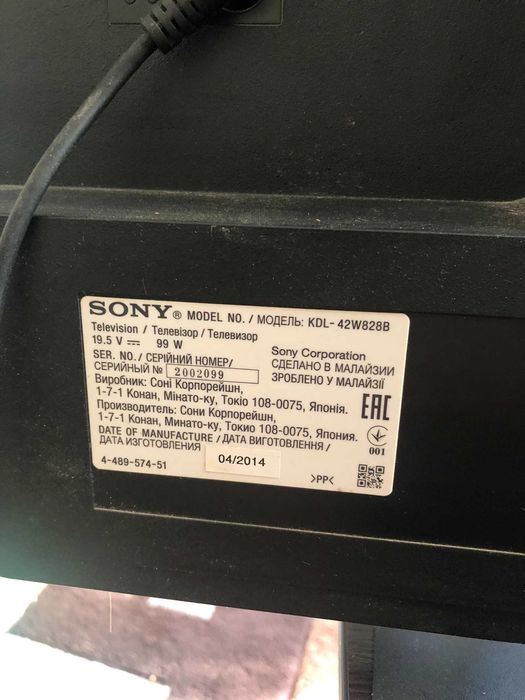 SONY® MODEL NO. / МОДЕЛЬ: KDL- 42W828B
Television / Телевізор / Телевизор
19.5 V ⎓ 99 W
SER. NO./ СЕРІЙНИЙ НОМЕР/
СЕРИЙНЫЙ № 2002099
Sony Corporation
СДЕЛАНО В МАЛАЙЗИИ
ЗРОБЛЕНО У МАЛАЙЗІЇ
Виробник: Соні Корпорейшн,
1-7-1 Конан, Мінато-ку, Токіо 108-0075, Японія.
Производитель: Сони Корпорейшн,
1-7-1 Конан, Минато-ку, Токио 108-0075, Япония.
EAC
001
DATE OF MANUFACTURE / ДАТА ВИГОТОВЛЕННЯ /
ДАТА ИЗГОТОВЛЕНИЯ 04/2014
4-489-574-51
>PP<